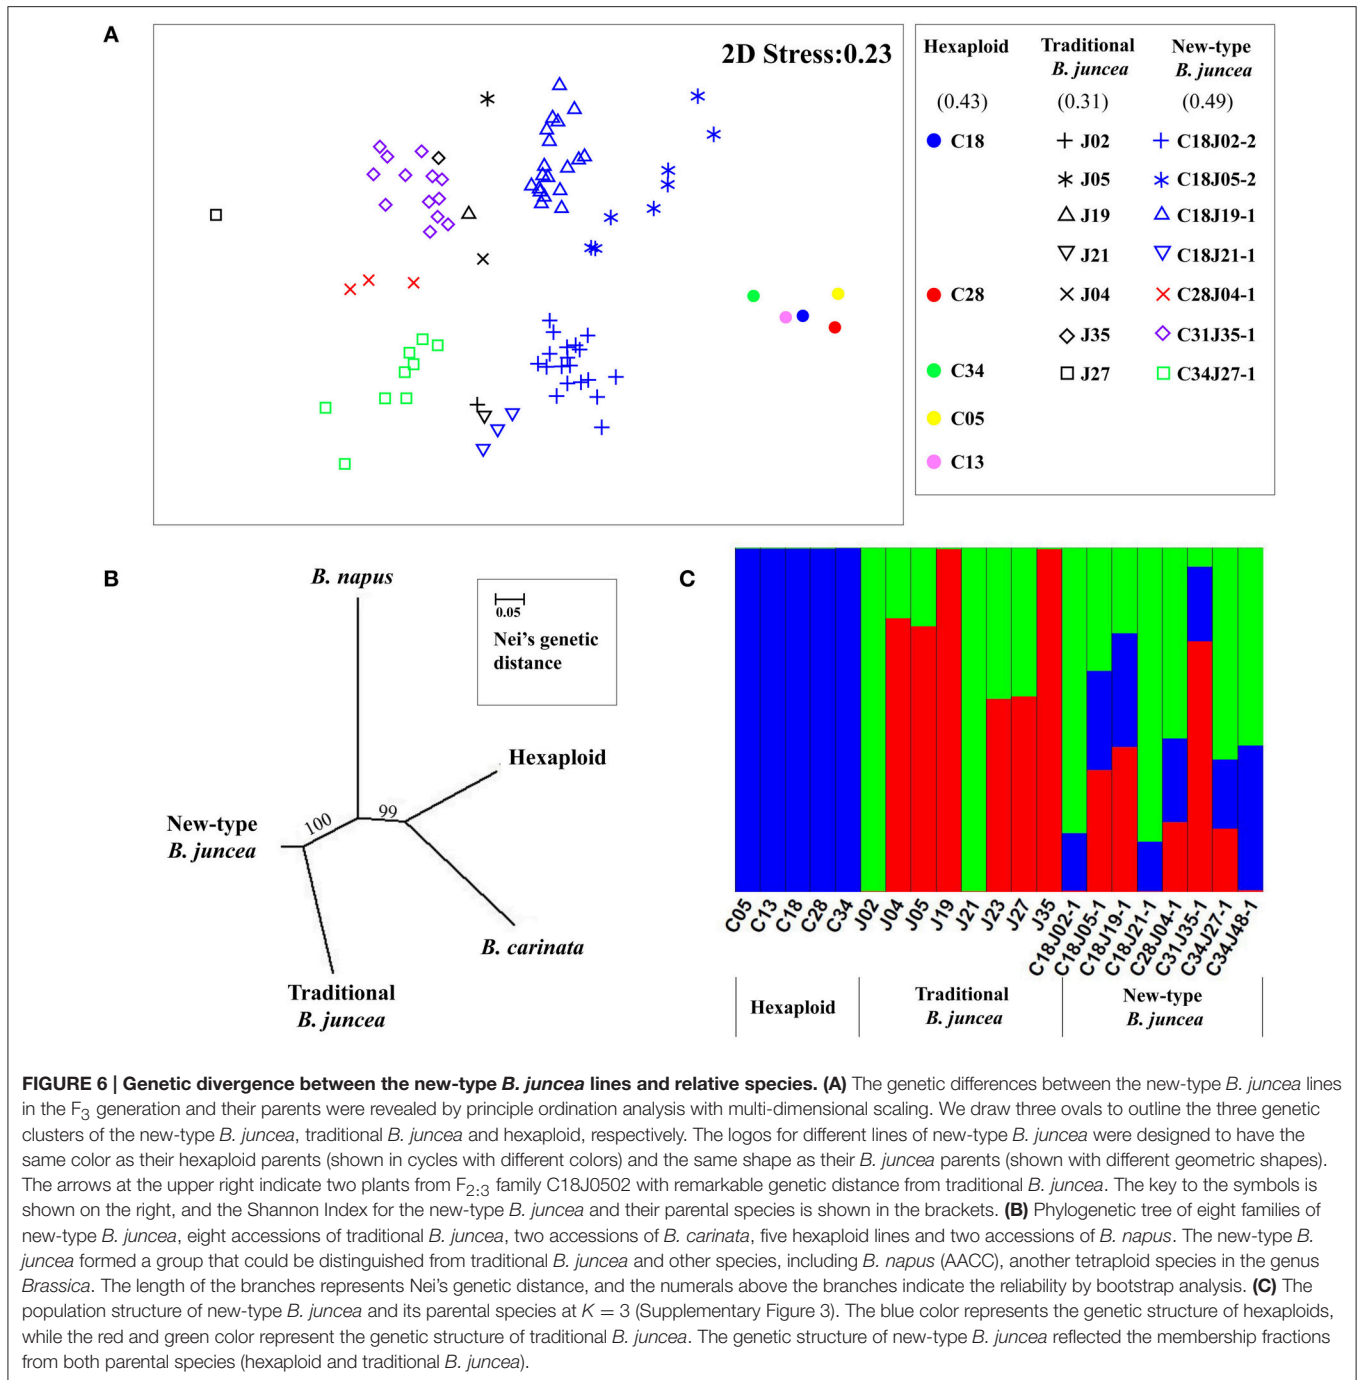 A
2D Stress:0.23
Hexaploid
Traditional
B. juncea
New-type
B. juncea
(0.43)
(0.31)
(0.49)
C18
J02
C18J02-2
J05
C18J05-2
J19
C18J19-1
J21
C18J21-1
C28
J04
C28J04-1
J35
C31J35-1
C34
J27
C34J27-1
C05
C13
B
B. napus
0.05
Nei's genetic
distance
Hexaploid
New-type
B. juncea
100
99
B. carinata
Traditional
B. juncea
C
C05
C13
C18
C28
C34
J02
J04
J05
J19
J21
J23
J27
J35
C18J02-1
C18J05-1
C18J19-1
C18J21-1
C28J04-1
C31J35-1
C34J27-1
C34J48-1
Hexaploid
Traditional
B. juncea
New-type
B. juncea
FIGURE 6 | Genetic divergence between the new-type B. juncea lines and relative species. (A) The genetic differences between the new-type B. juncea lines
in the F3 generation and their parents were revealed by principle ordination analysis with multi-dimensional scaling. We draw three ovals to outline the three genetic
clusters of the new-type B. juncea, traditional B. juncea and hexaploid, respectively. The logos for different lines of new-type B. juncea were designed to have the
same color as their hexaploid parents (shown in cycles with different colors) and the same shape as their B. juncea parents (shown with different geometric shapes).
The arrows at the upper right indicate two plants from F2:3 family C18J0502 with remarkable genetic distance from traditional B. juncea. The key to the symbols is
shown on the right, and the Shannon Index for the new-type B. juncea and their parental species is shown in the brackets. (B) Phylogenetic tree of eight families of
new-type B. juncea, eight accessions of traditional B. juncea, two accessions of B. carinata, five hexaploid lines and two accessions of B. napus. The new-type B.
juncea formed a group that could be distinguished from traditional B. juncea and other species, including B. napus (AACC), another tetraploid species in the genus
Brassica. The length of the branches represents Nei's genetic distance, and the numerals above the branches indicate the reliability by bootstrap analysis. (C) The
population structure of new-type B. juncea and its parental species at K = 3 (Supplementary Figure 3). The blue color represents the genetic structure of hexaploids,
while the red and green color represent the genetic structure of traditional B. juncea. The genetic structure of new-type B. juncea reflected the membership fractions
from both parental species (hexaploid and traditional B. juncea).